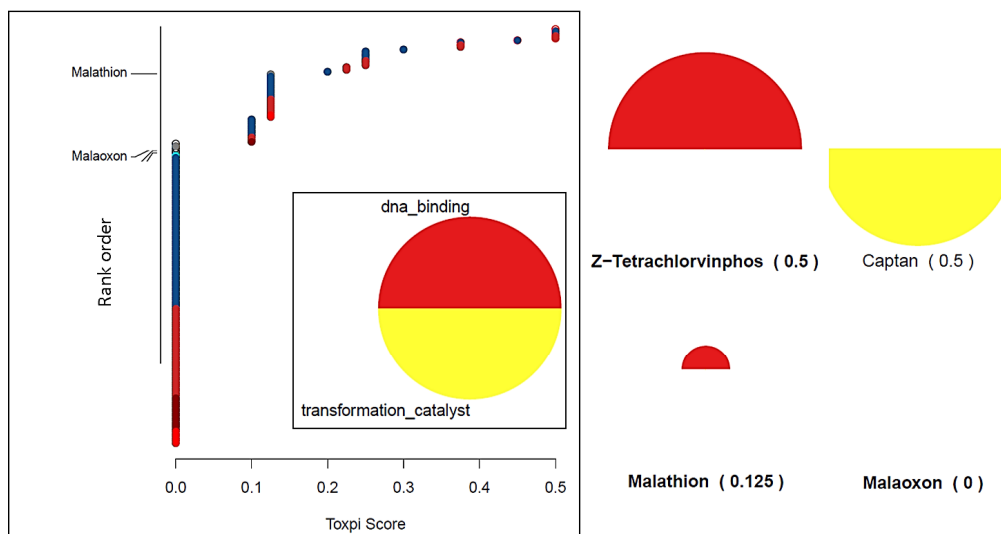 Malathion
Malaoxon
Rank order
dna_binding
transformation_catalyst
0.0 0.1 0.2 0.3 0.4 0.5
Toxpi Score
Z−Tetrachlorvinphos ( 0.5 )
Captan ( 0.5 )
Malathion ( 0.125 )
Malaoxon ( 0 )